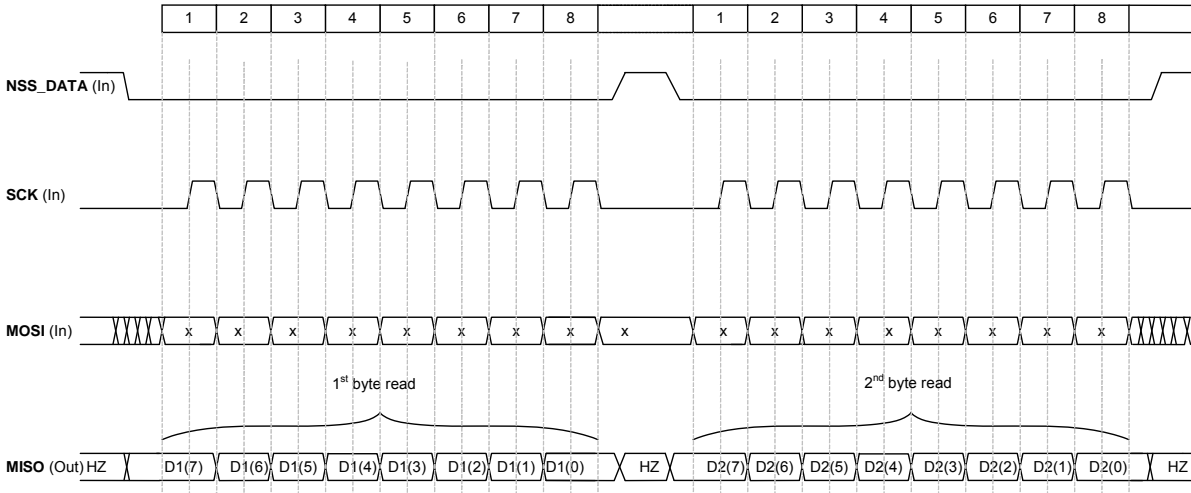 1 2 3 4 5 6 7 8 1 2 3 4 5 6 7 8
NSS_DATA (In)
SCK (In)
MOSI (In) x x x x x x x x x x x x x x x x x
1st byte read 2nd byte read
MISO (Out) HZ D1(7) D1(6) D1(5) D1(4) D1(3) D1(2) D1(1) D1(0) HZ D2(7) D2(6) D2(5) D2(4) D2(3) D2(2) D2(1) D2(0) HZ